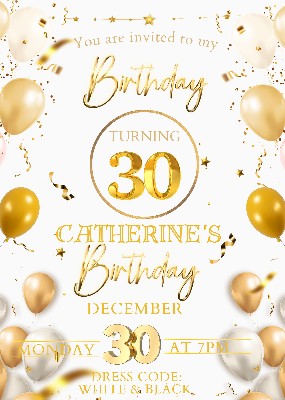 You are invited to my
Birthday
TURNING
30
CATHERINE'S
Birthday
DECEMBER
MONDAY 30 AT 7PM
DRESS CODE:
WHITE & BLACK